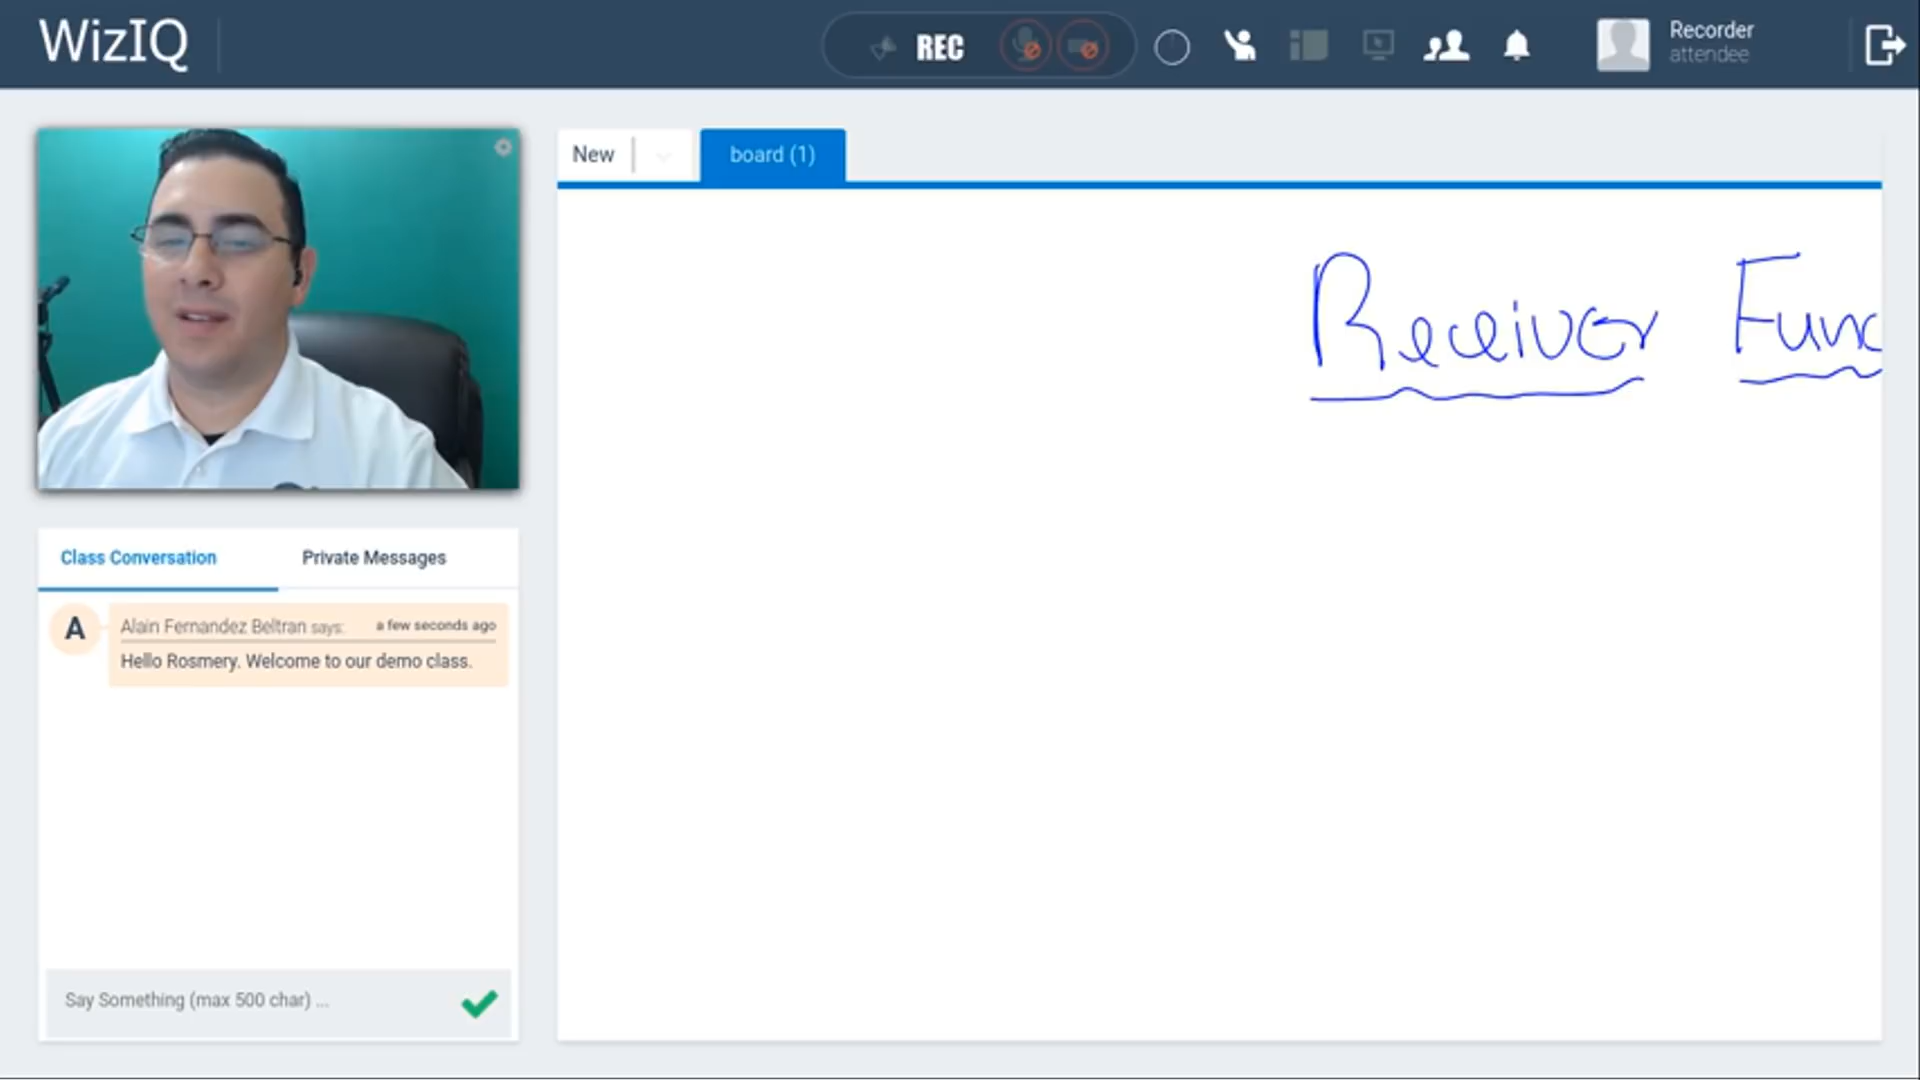 WizIQ
REC
Recorder
attendee
New
board (1)
Receiver Func
Class Conversation
Private Messages
A
Alain Fernandez Beltran says:
a few seconds ago
Hello Rosmery. Welcome to our demo class.
Say Something (max 500 char) ...